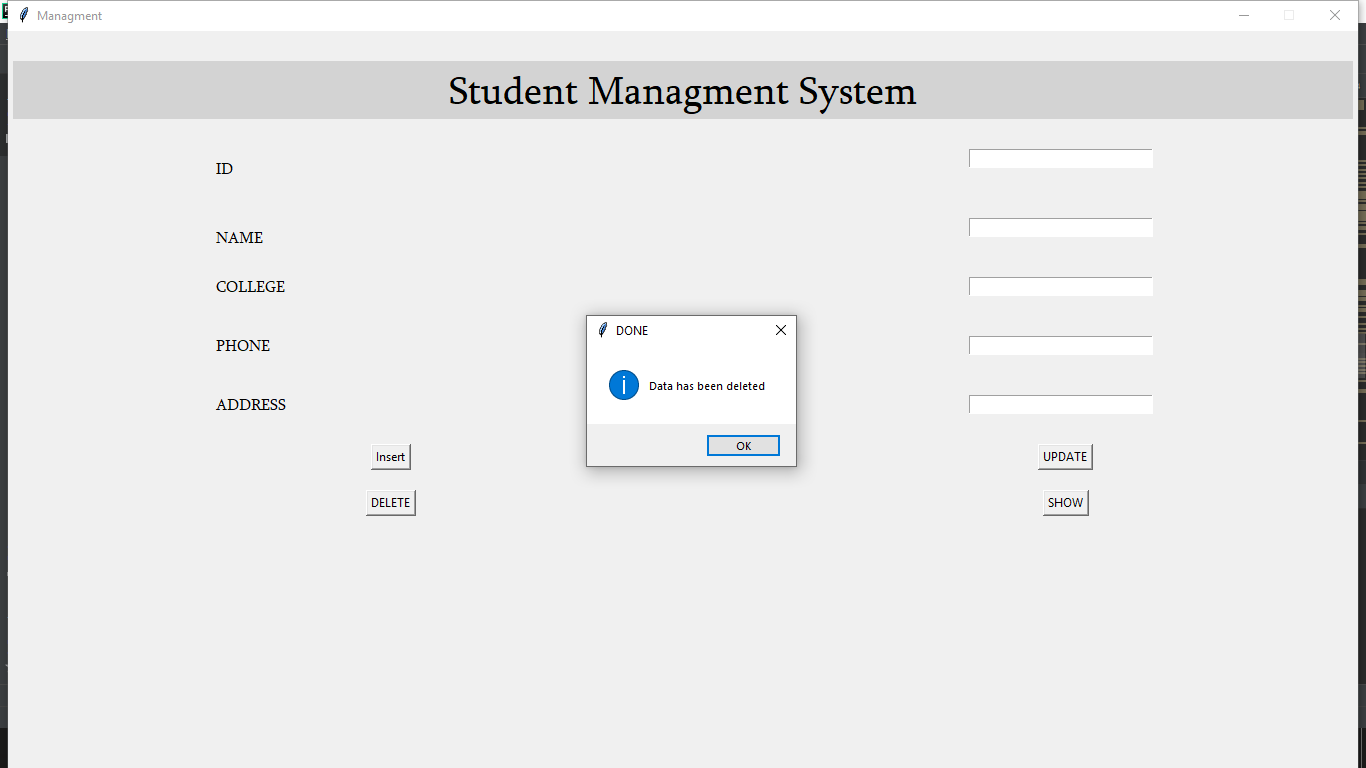 Managment
Student Managment System
ID
NAME
COLLEGE
PHONE
ADDRESS
DONE
Data has been deleted
OK
Insert
UPDATE
DELETE
SHOW